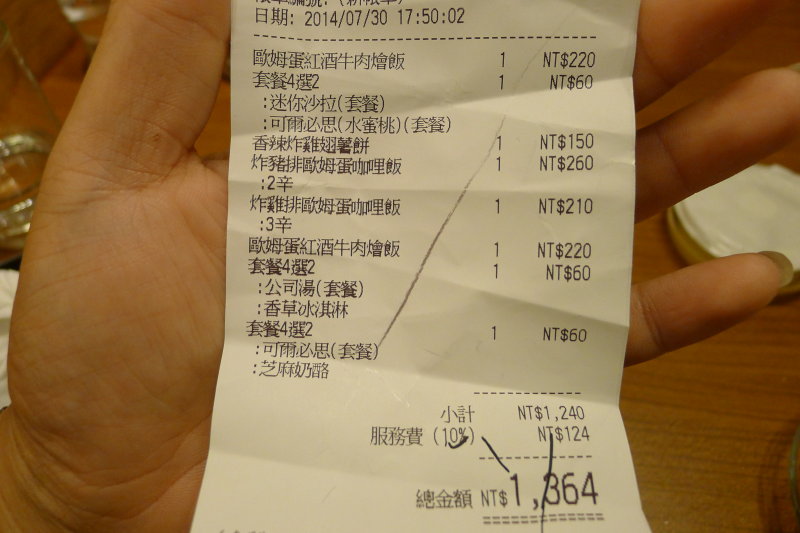 日期: 2014/07/30 17:50:02
歐姆蛋紅酒牛肉燴飯 1 NT$220
套餐4選2 1 NT$60
:迷你沙拉(套餐)
:可爾必思(水蜜桃)(套餐)
香辣炸雞翅薯餅 1 NT$150
炸豬排歐姆蛋咖哩飯 1 NT$260
:2辛
炸雞排歐姆蛋咖哩飯 1 NT$210
:3辛
歐姆蛋紅酒牛肉燴飯 1 NT$220
套餐4選2 1 NT$60
:公司湯(套餐)
:香草冰淇淋
套餐4選2 1 NT$60
:可爾必思(套餐)
:芝麻奶酪
小計 NT$1,240
服務費(10%) NT$124
總金額 NT$1,364